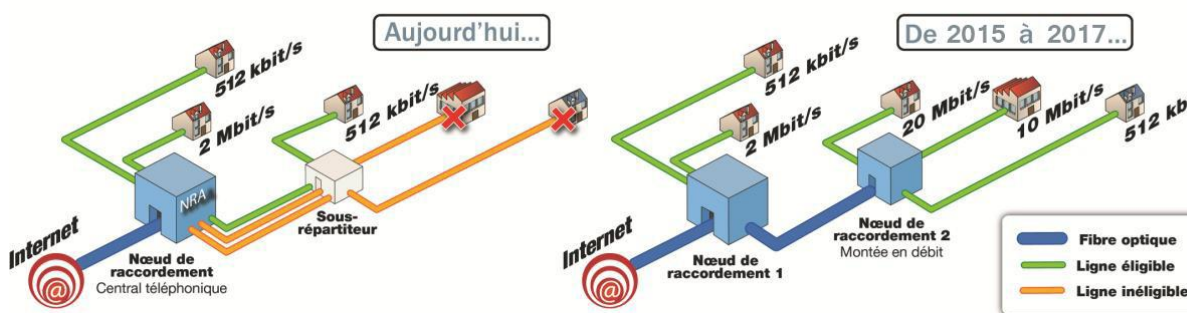 Aujourd'hui...
512 kbit/s
2 Mbit/s
512 kbit/s
NRA
Sous-
répartiteur
Internet
@
Nœud de
raccordement
Central téléphonique
De 2015 à 2017...
512 kbit/s
2 Mbit/s
20 Mbit/s
10 Mbit/s
512 kb
Internet
@
Nœud de
raccordement 1
Nœud de
raccordement 2
Montée en débit
Fibre optique
Ligne éligible
Ligne inéligible